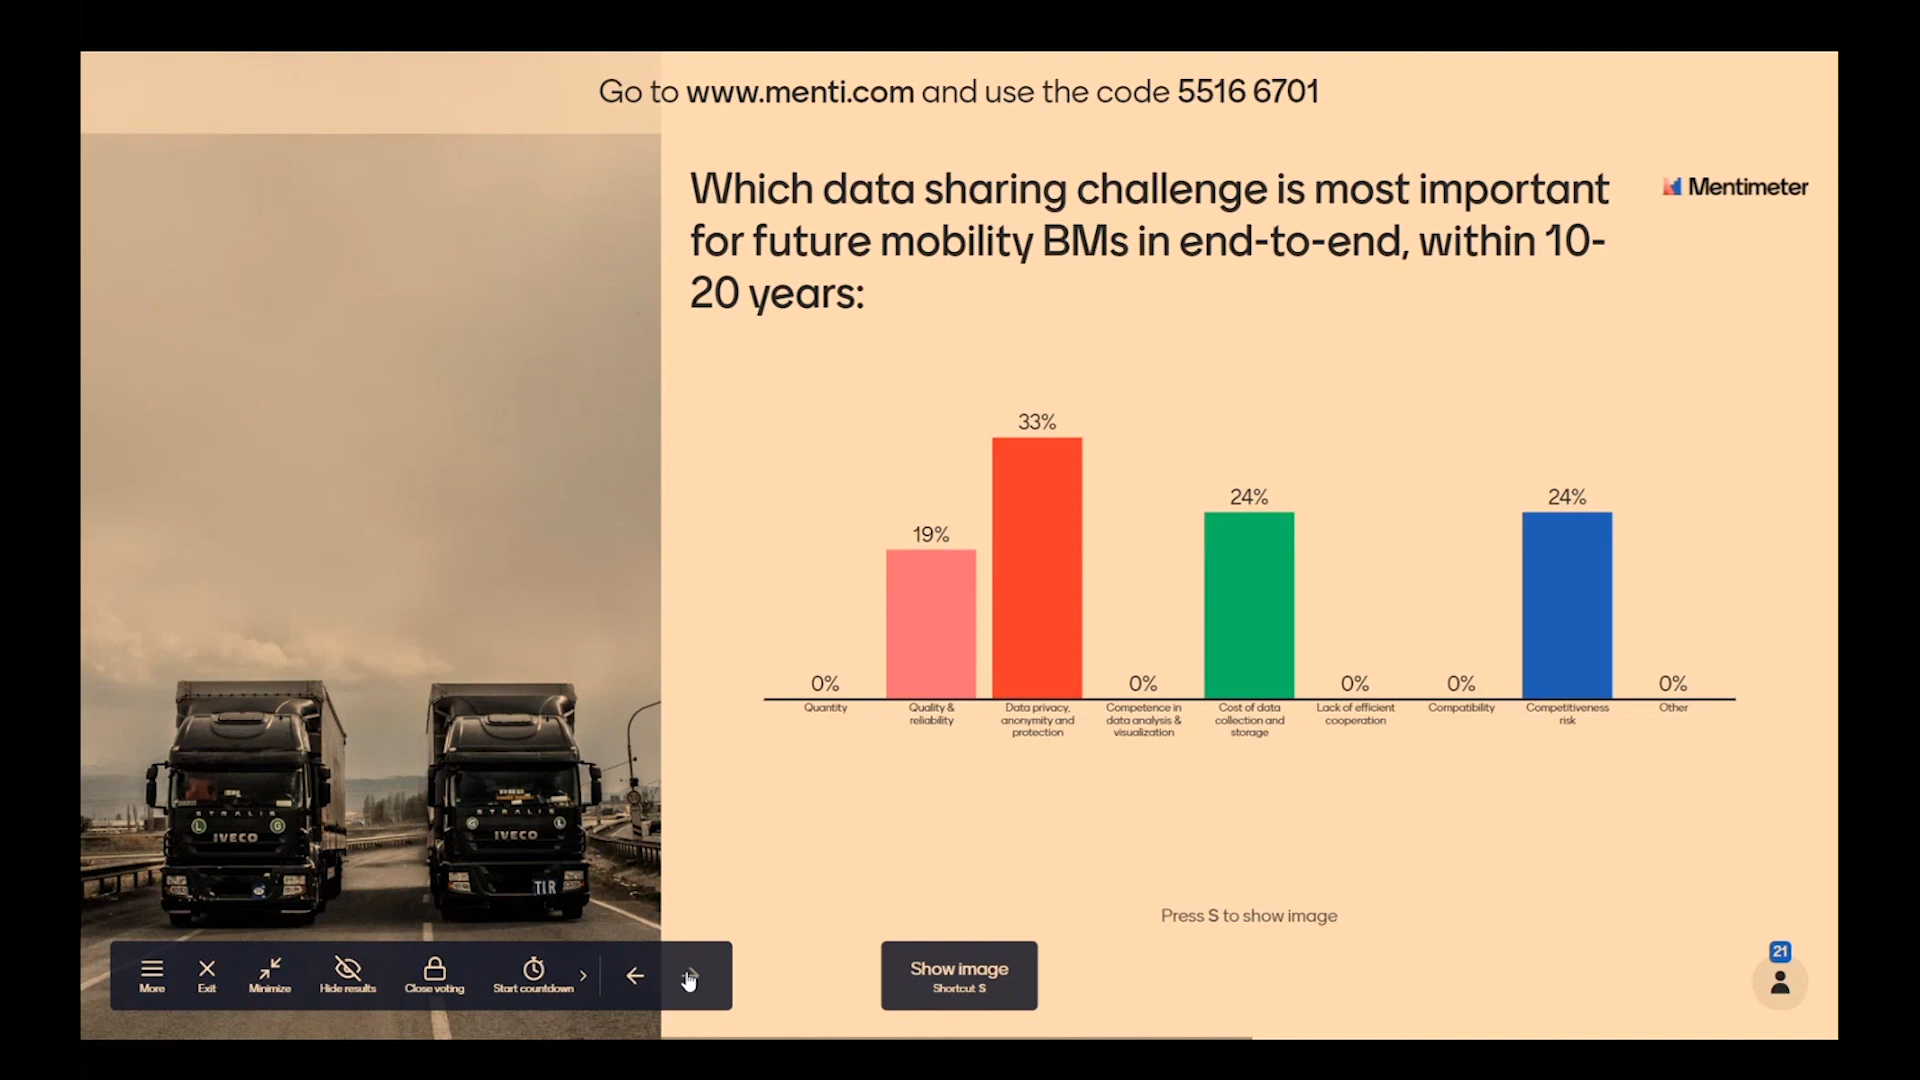 Go to www.menti.com and use the code 5516 6701
Which data sharing challenge is most important
for future mobility BMs in end-to-end, within 10-
20 years:
Mentimeter
33%
24%
24%
19%
0%
0%
0%
0%
0%
Quantity
Quality &
reliability
Data privacy,
anonymity and
protection
Competence in
data analysis &
visualization
Cost of data
collection and
storage
Lack of efficient
cooperation
Compatibility
Competitiveness
risk
Other
STRALIS
IVECO
STRALIS
IVECO
TIR
Press S to show image
More
Exit
Minimize
Hide results
Close voting
Start countdown
Show image
Shortcut S
21